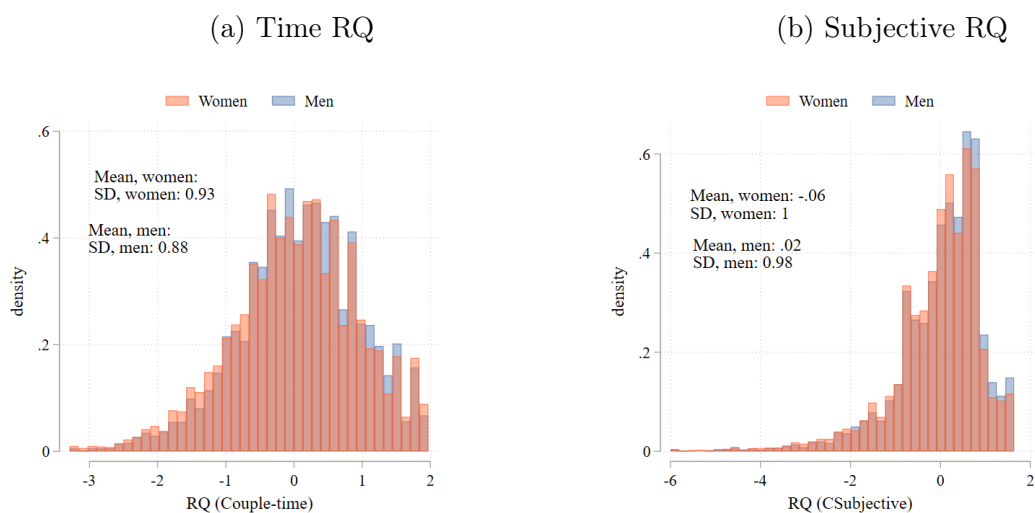 (a) Time RQ
Women Men
.6
.4
.2
0
density
Mean, women:
SD, women: 0.93
Mean, men:
SD, men: 0.88
-3 -2 -1 0 1 2
RQ (Couple-time)
(b) Subjective RQ
Women Men
.6
.4
.2
0
density
Mean, women: -.06
SD, women: 1
Mean, men: .02
SD, men: 0.98
-6 -4 -2 0 2
RQ (CSubjective)